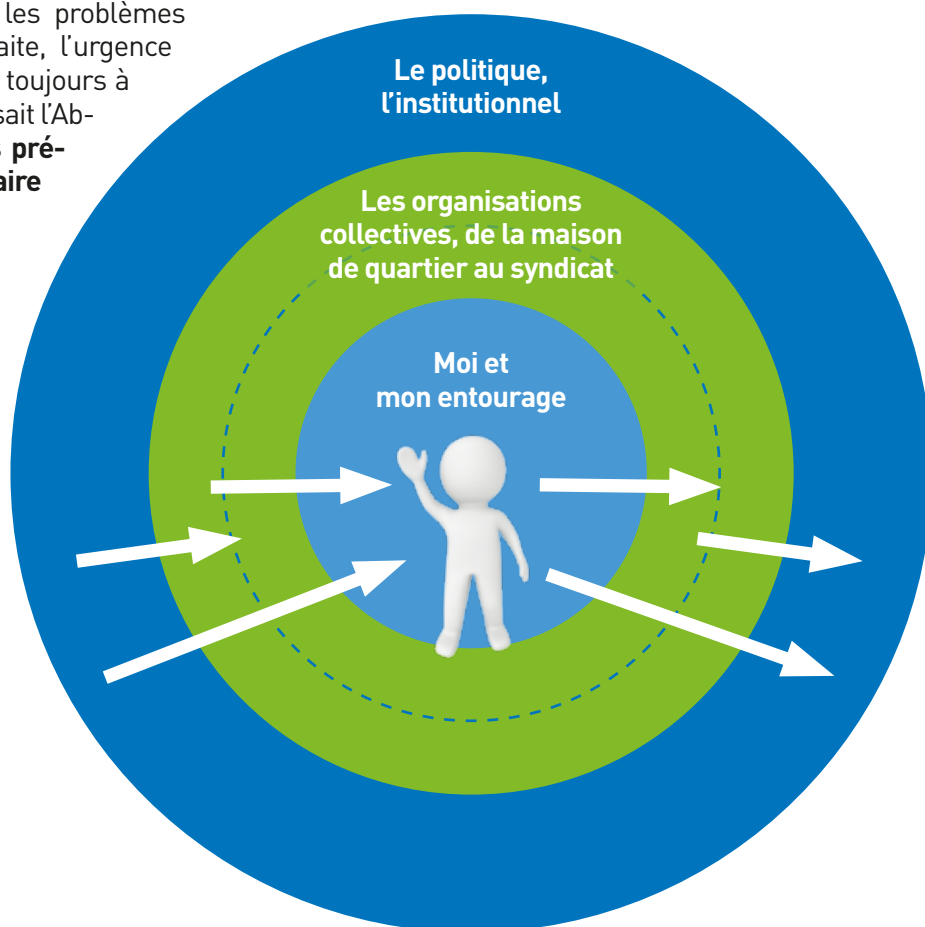 les problèmes
aite, l’urgence
toujours à
sait l’Ab-
pré-
aire
Le politique,
l’institutionnel
Les organisations
collectives, de la maison
de quartier au syndicat
Moi et
mon entourage